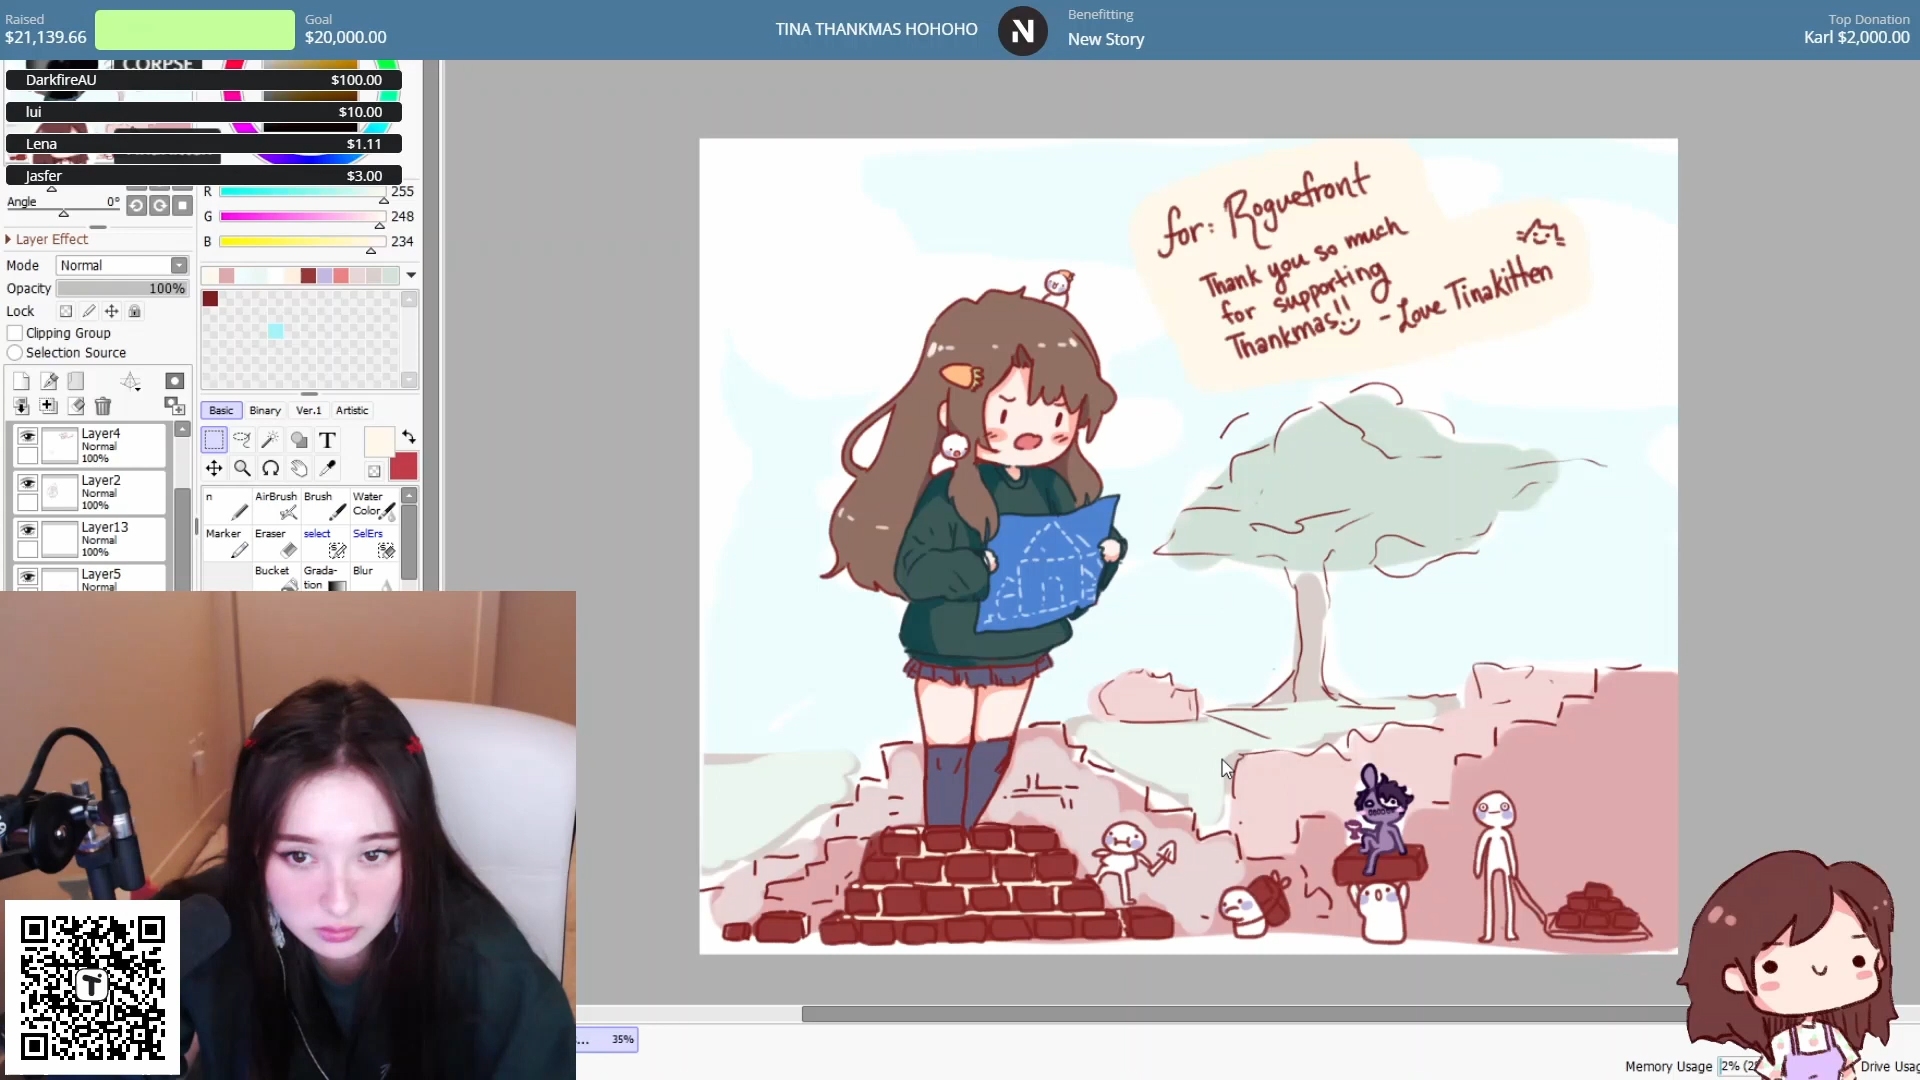 Raised
$21,139.66
Goal
$20,000.00
TINA THANKMAS HOHOHO
N
Benefitting
New Story
Top Donation
Karl $2,000.00
CORPSE
DarkfireAU $100.00
lui $10.00
Lena $1.11
Jasfer $3.00
Angle 0°
R 255
G 248
B 234
Layer Effect
Mode Normal
Opacity 100%
Lock
Clipping Group
Selection Source
Basic Binary Ver.1 Artistic
T
Layer4
Normal
100%
Layer2
Normal
100%
Layer13
Normal
100%
Layer5
Normal
n AirBrush Brush Water Color
Marker Eraser select SelErs
Bucket Grada-tion Blur
for: Roguefront
Thank you so much
for supporting
Thankmas!!
- Love Tinakitten
T
... 35%
Memory Usage 2%
Drive Usag